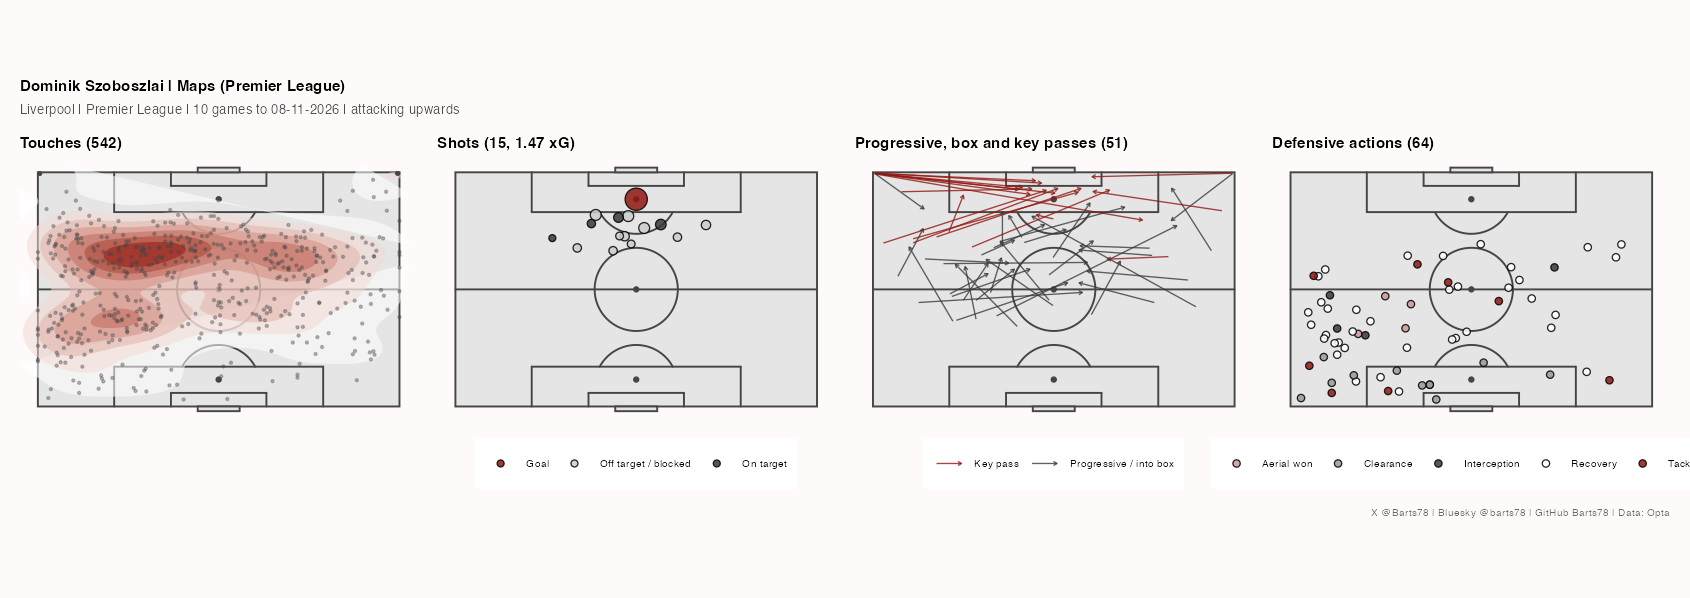 Dominik Szoboszlai | Maps (Premier League)
Liverpool | Premier League | 10 games to 08-11-2026 | attacking upwards
Touches (542)
Shots (15, 1.47 xG)
Progressive, box and key passes (51)
Defensive actions (64)
Goal
Off target / blocked
On target
Key pass
Progressive / into box
Aerial won
Clearance
Interception
Recovery
Tack
X @Barts78 | Bluesky @barts78 | GitHub Barts78 | Data: Opta